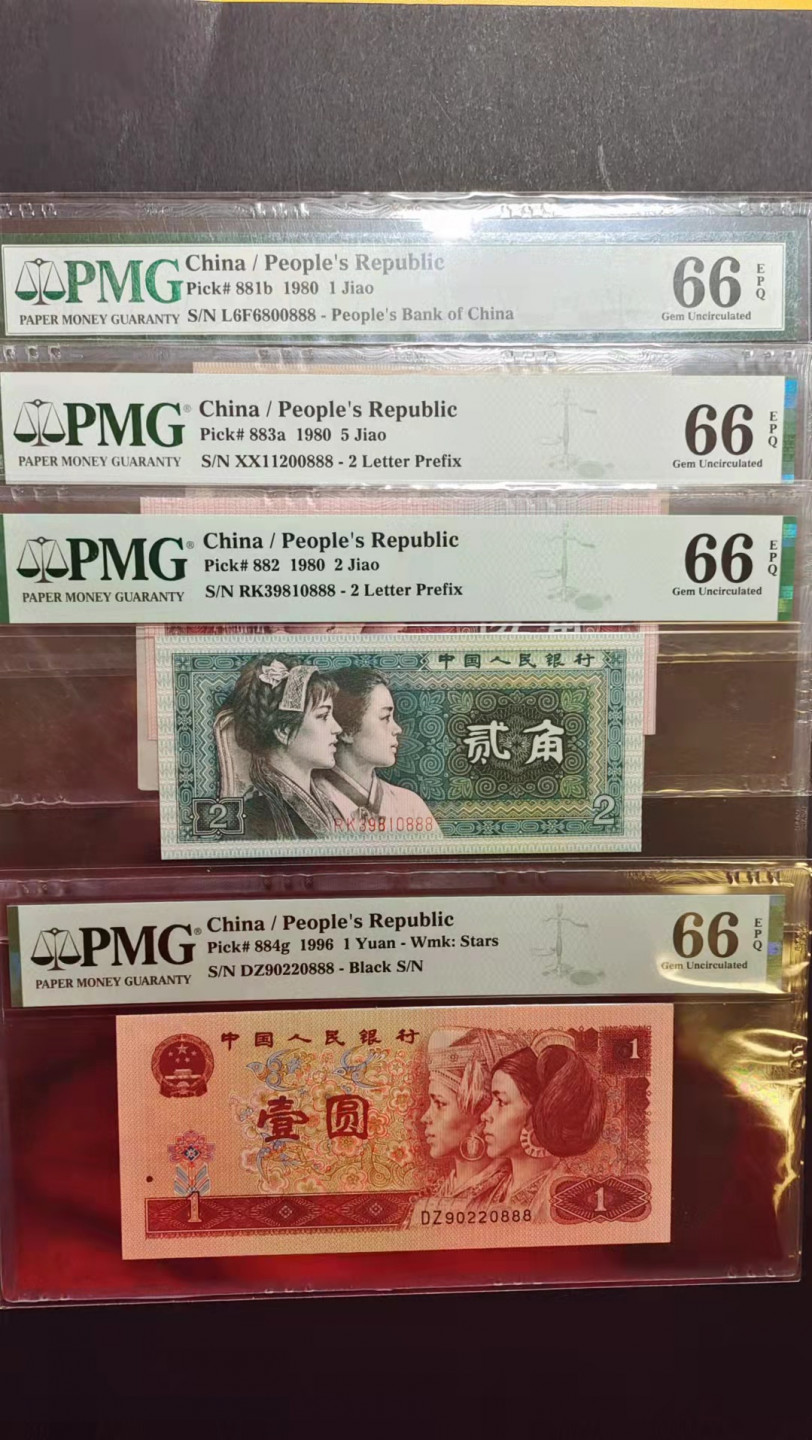 PMG
PAPER MONEY GUARANTY
China / People's Republic
Pick# 881b 1980 1 Jiao
S/N L6F6800888 - People's Bank of China
66
EPQ
Gem Uncirculated
PMG®
PAPER MONEY GUARANTY
China / People's Republic
Pick# 883a 1980 5 Jiao
S/N XX11200888 - 2 Letter Prefix
66
EPQ
Gem Uncirculated
PMG®
PAPER MONEY GUARANTY
China / People's Republic
Pick# 882 1980 2 Jiao
S/N RK39810888 - 2 Letter Prefix
66
EPQ
Gem Uncirculated
中国人民银行
贰角
2
RK39810888
2
PMG®
PAPER MONEY GUARANTY
China / People's Republic
Pick# 884g 1996 1 Yuan - Wmk: Stars
S/N DZ90220888 - Black S/N
66
EPQ
Gem Uncirculated
中国人民银行
1
壹圆
1
DZ90220888
1